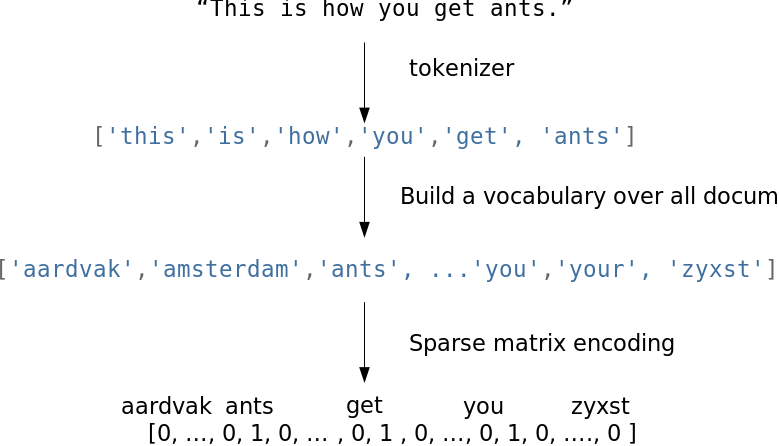 “This is how you get ants.”
tokenizer
['this','is','how','you','get', 'ants']
Build a vocabulary over all docum
['aardvak','amsterdam','ants', ...'you','your', 'zyxst']
Sparse matrix encoding
aardvak ants get you zyxst
[0, …, 0, 1, 0, … , 0, 1 , 0, …, 0, 1, 0, …., 0 ]